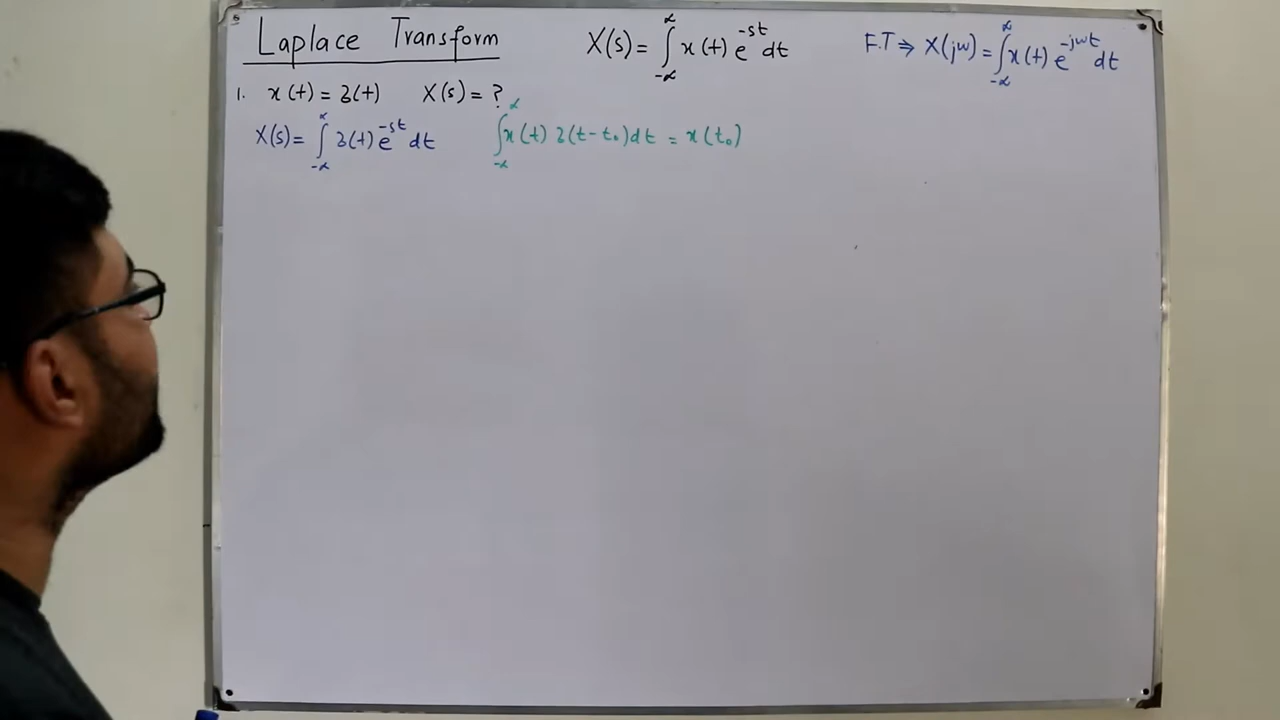 Laplace Transform
X(s) = ∫_{-∞}^{∞} x(t) e^{-st} dt
F.T ⇒ X(jω) = ∫_{-∞}^{∞} x(t) e^{-jωt} dt
1. x(t) = δ(t) X(s) = ?
X(s) = ∫_{-∞}^{∞} δ(t) e^{-st} dt
∫_{-∞}^{∞} x(t) δ(t-t₀) dt = x(t₀)